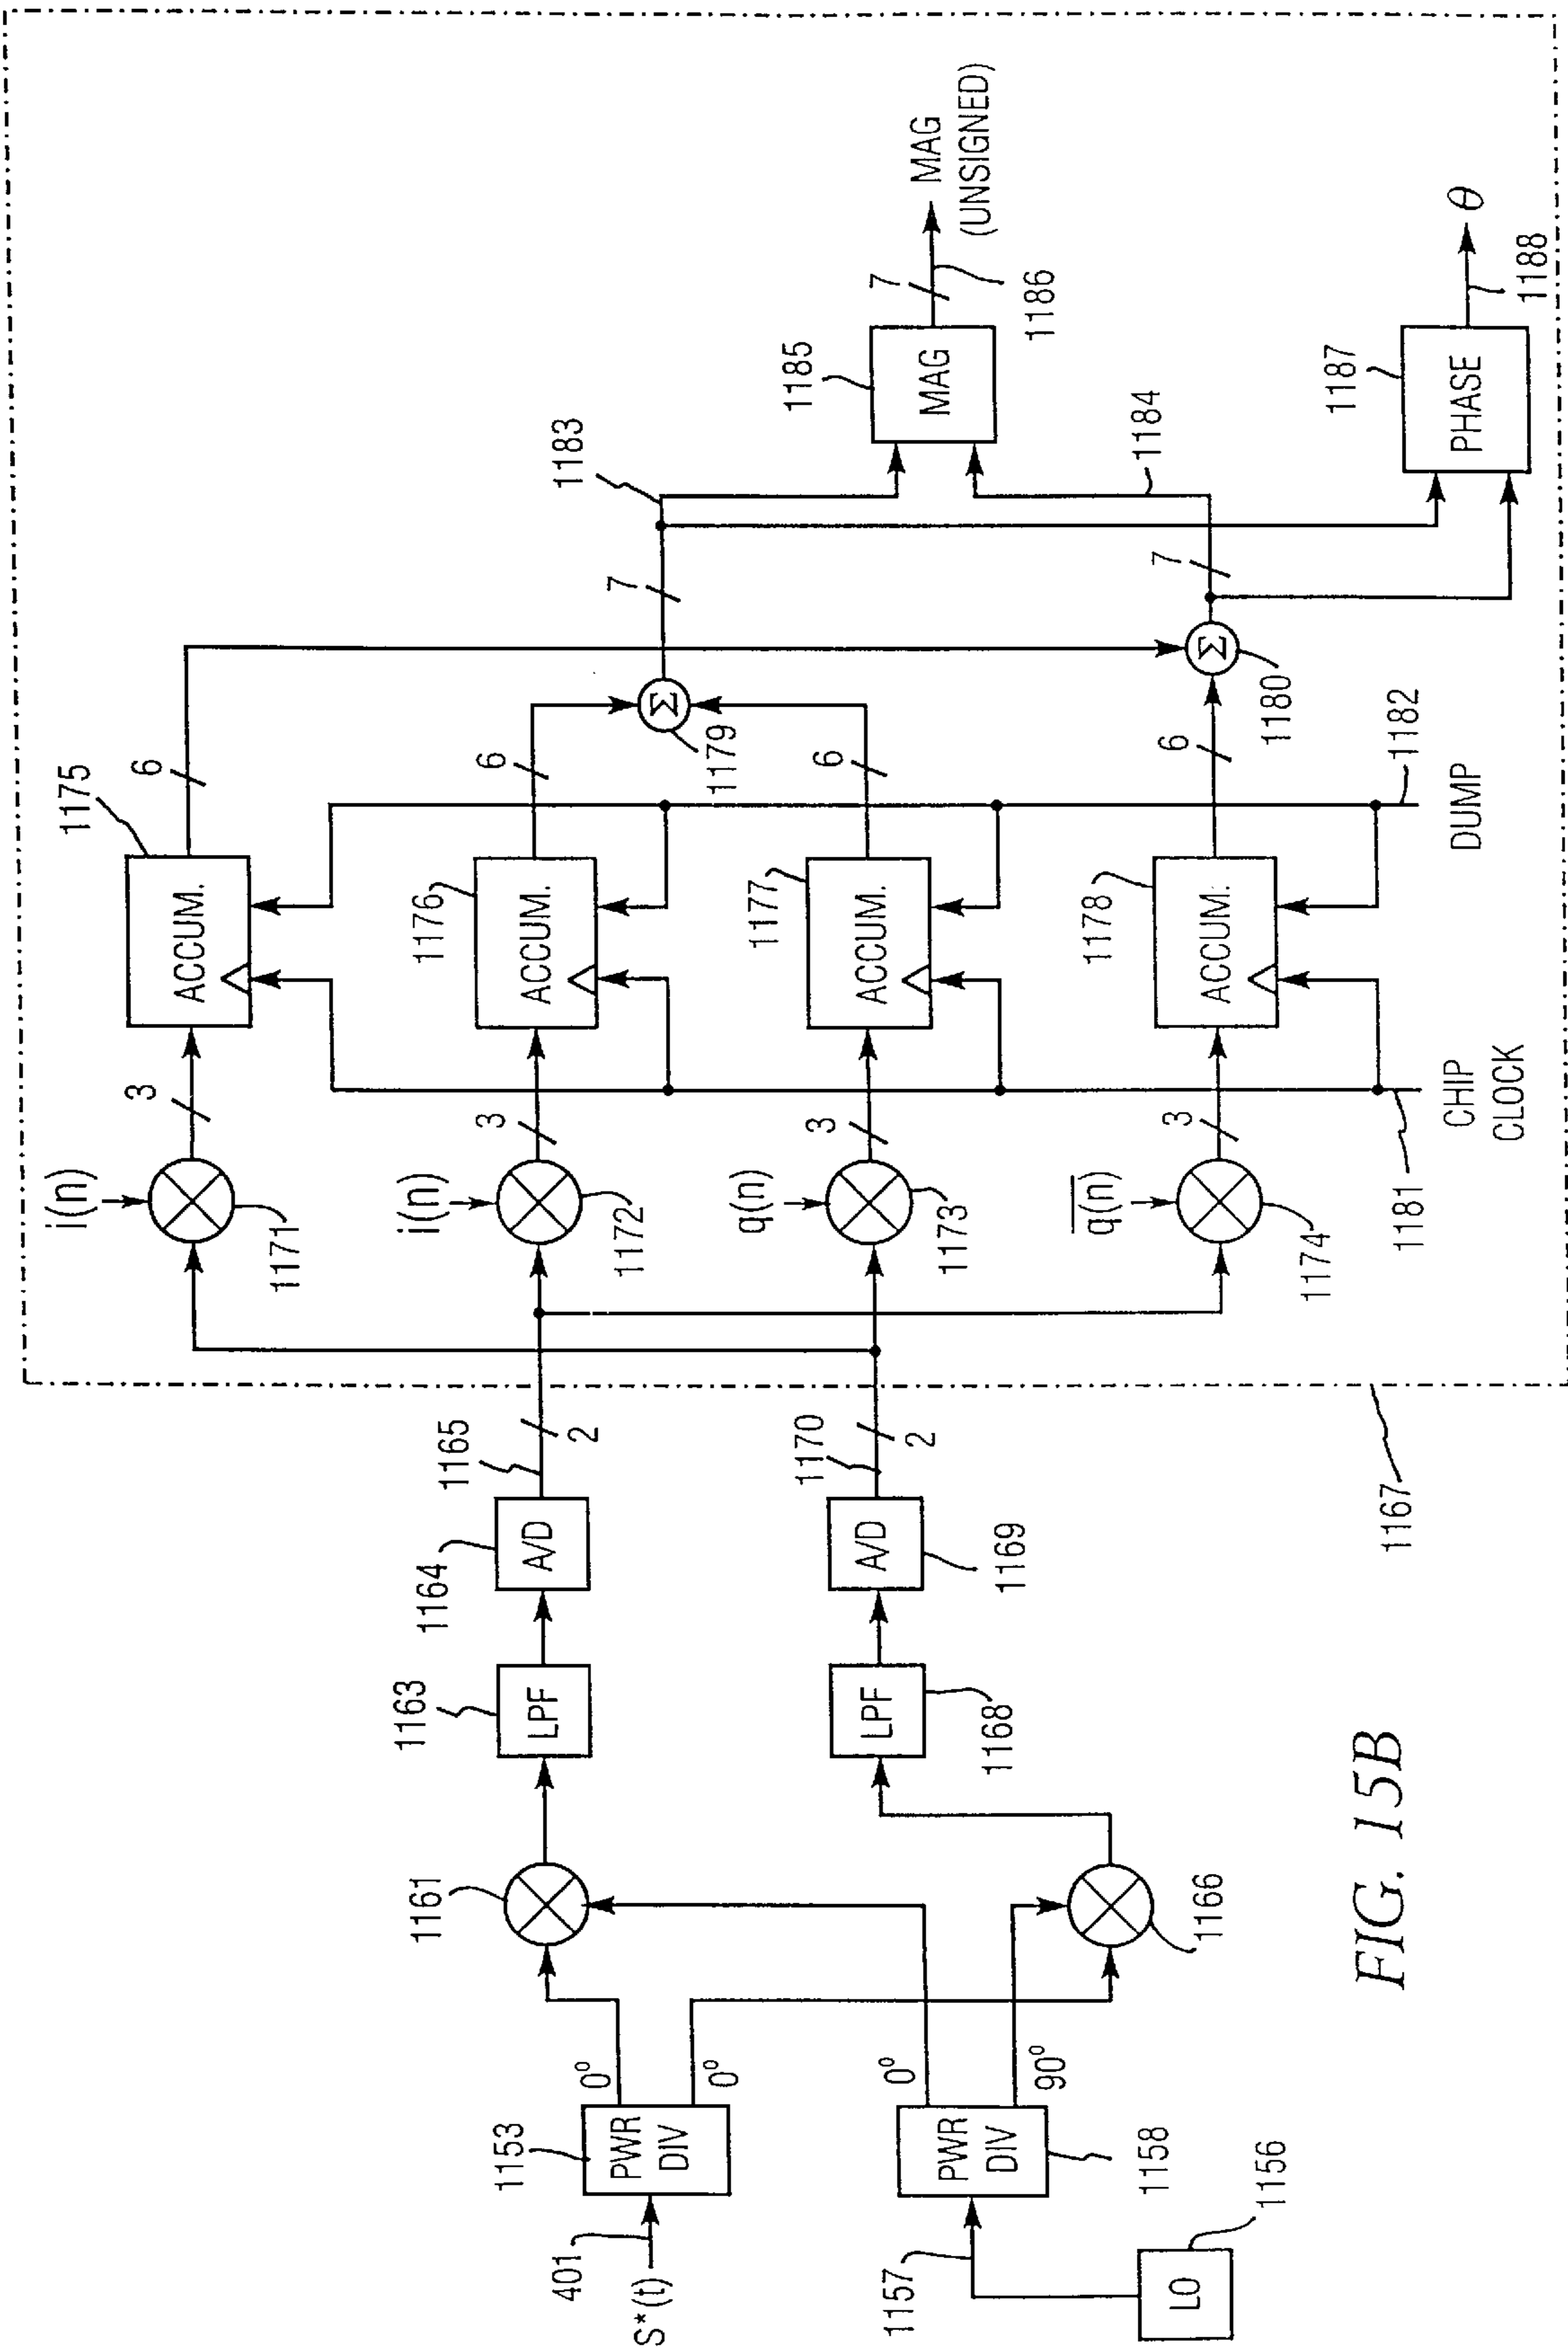 1175
6
i(n)
3
ACCUM.
1171
1183
7
1185
MAG
7
MAG
(UNSIGNED)
1186
1176
6
Σ
1179
i(n)
3
ACCUM.
1172
1163
1164
1165
1161
LPF
A/D
2
1177
6
q(n)
3
ACCUM.
1173
1184
1170
LPF
A/D
2
1168
1169
1178
6
7
Σ
1180
q(n)
3
ACCUM.
1174
1187
PHASE
θ
1188
1181
1182
CHIP
CLOCK
DUMP
1153
PWR
DIV
0°
0°
401
S*(t)
1157
PWR
DIV
0°
90°
1158
1166
LO
1156
1167
FIG. 15B